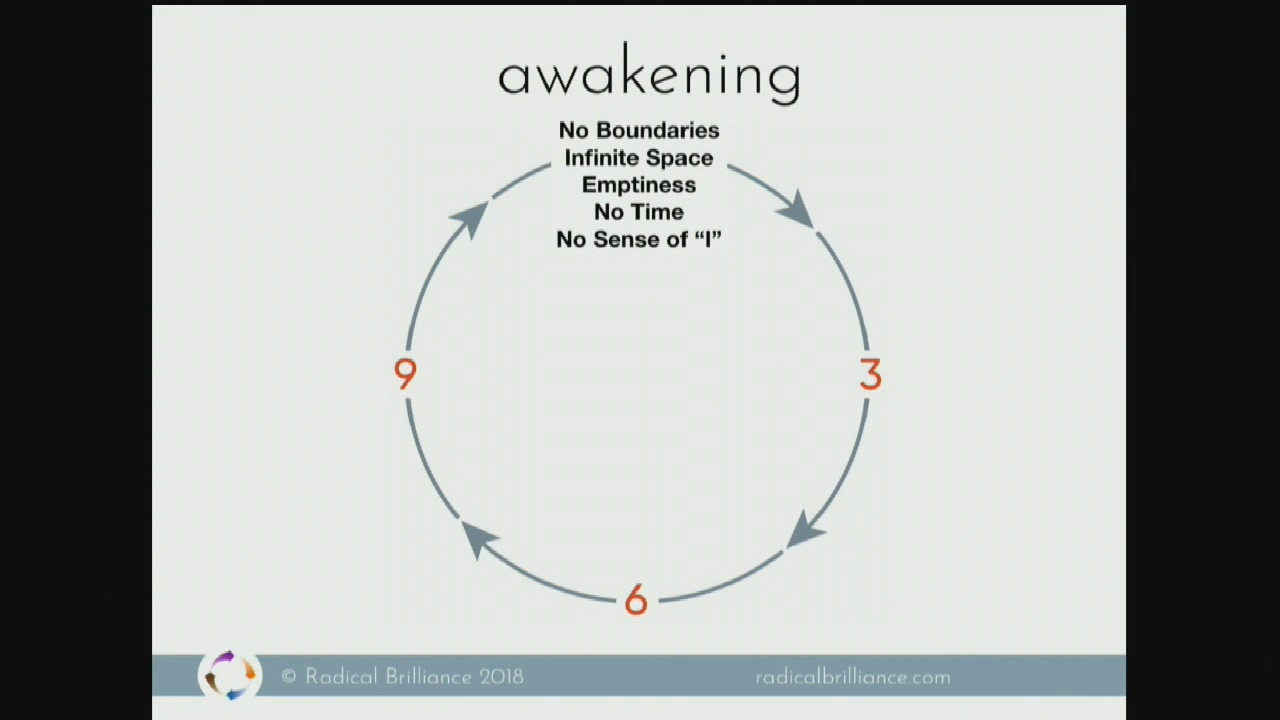 awakening
No Boundaries
Infinite Space
Emptiness
No Time
No Sense of “I”
9
3
6
© Radical Brilliance 2018
radicalbrilliance.com